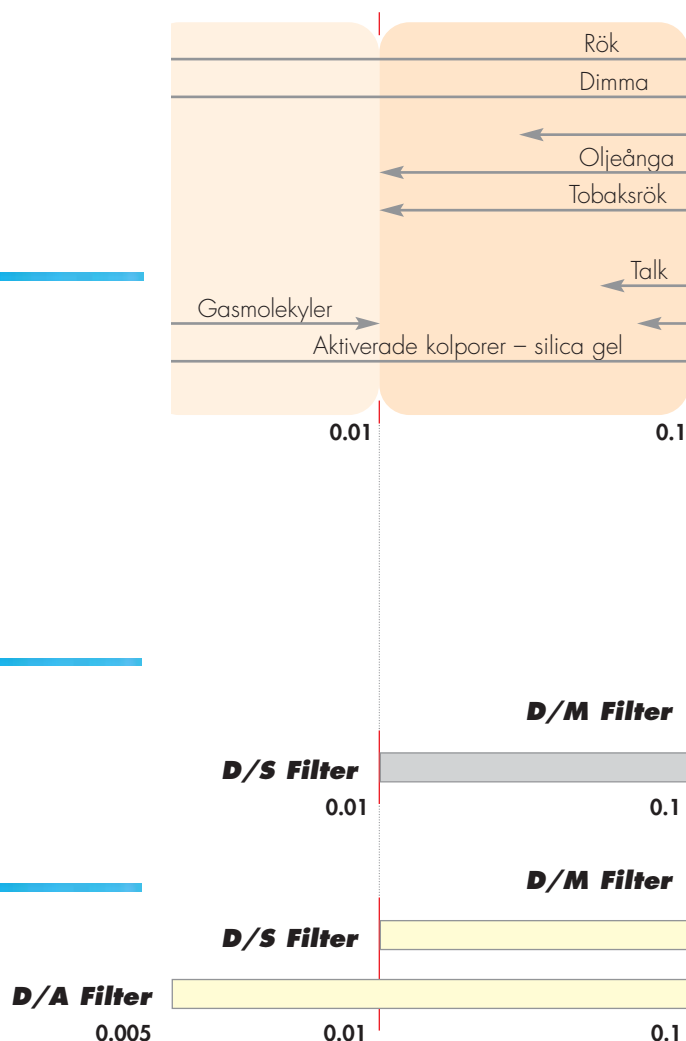 Rök
Dimma
Oljeånga
Tobaksrök
Talk
Gasmolekyler
Aktiverade kolporer – silica gel
0.01 0.1
D/M Filter
D/S Filter
0.01 0.1
D/M Filter
D/S Filter
D/A Filter
0.005 0.01 0.1